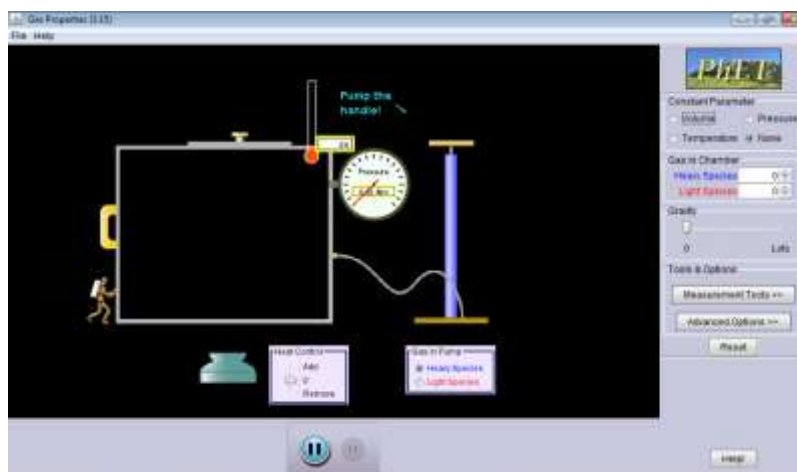 Gas Properties (3.15)
File Help
Pump the
handle!
Pressure
PhET
Constant Parameter
Volume Pressure
Temperature None
Gas in Chamber
Heavy Species 0
Light Species 0
Gravity
0 Lots
Tools & Options
Measurement Tools >>
Advanced Options >>
Reset
Heat Control
Add
0
Remove
Gas in Pump
Heavy Species
Light Species
Help!